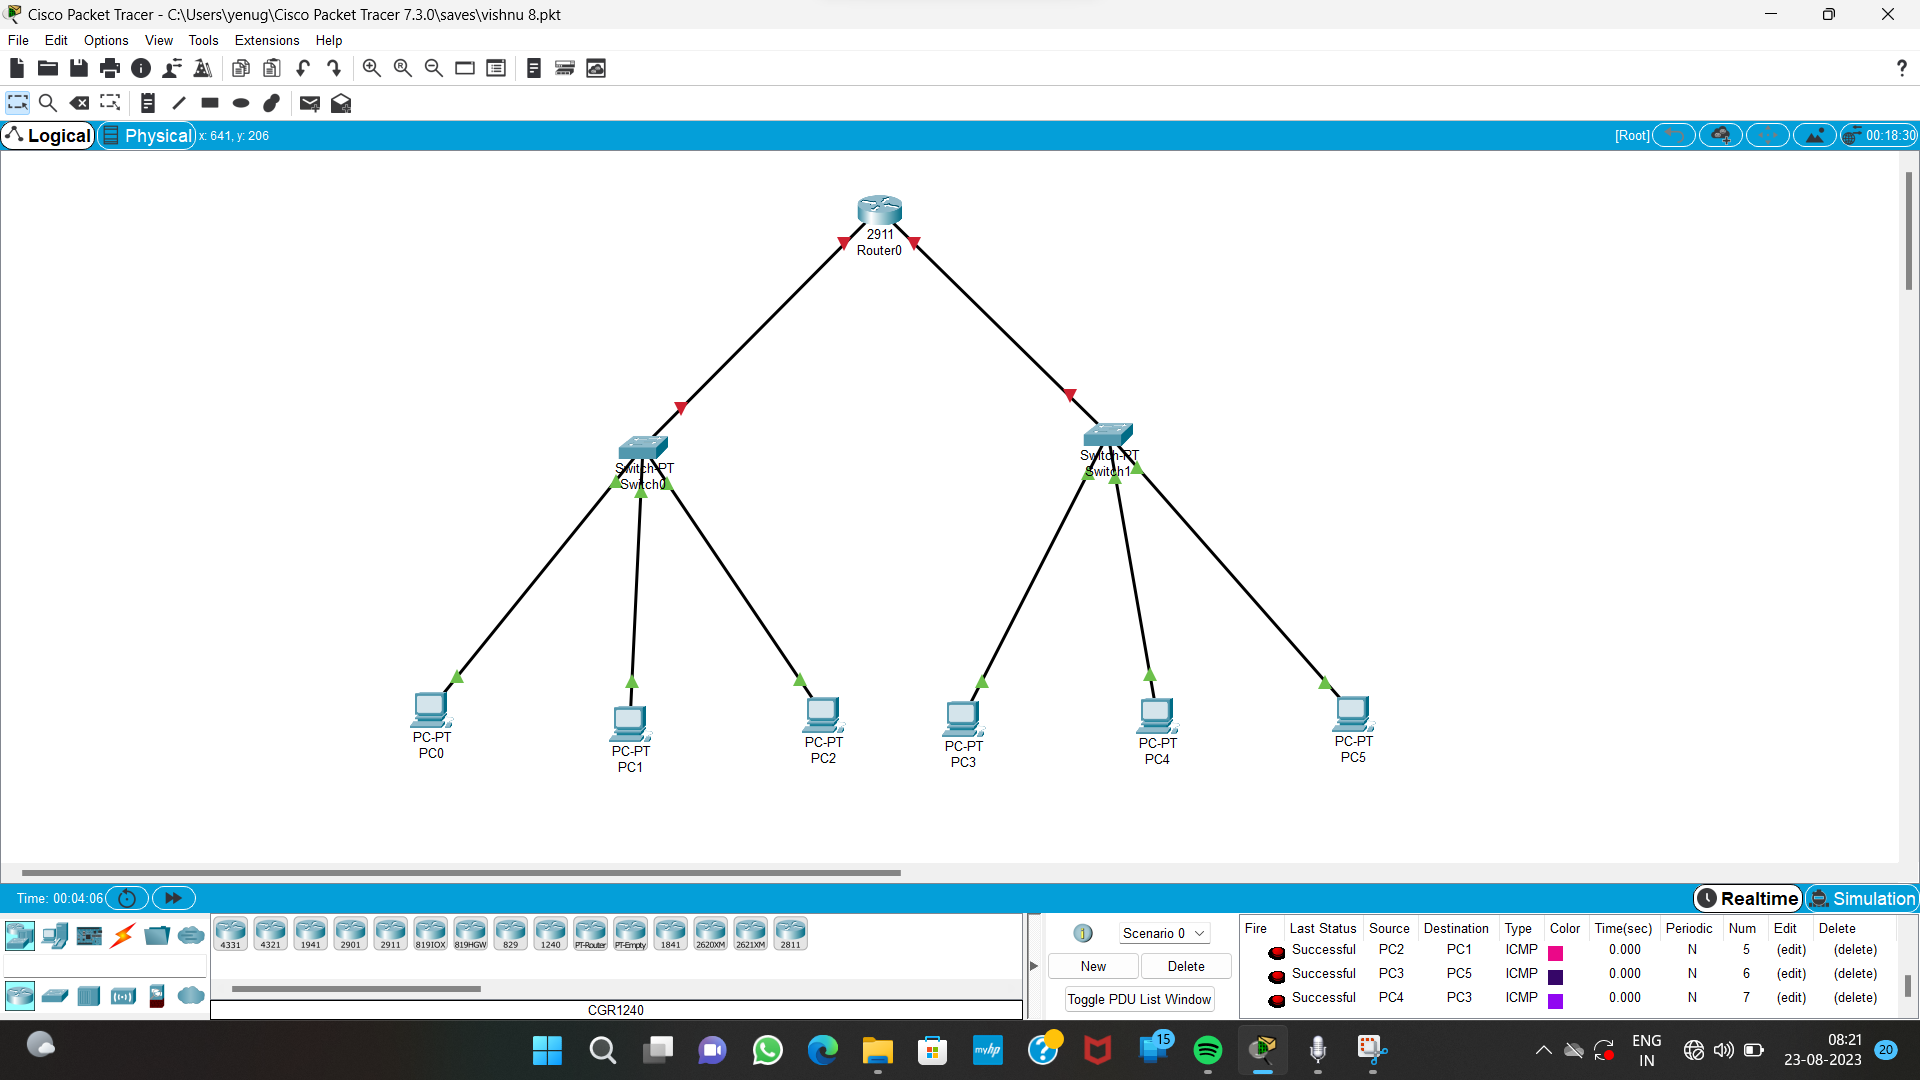 Cisco Packet Tracer - C:\Users\yenug\Cisco Packet Tracer 7.3.0\saves\vishnu 8.pkt
File Edit Options View Tools Extensions Help
?
Logical Physical x: 641, y: 206 [Root] 00:18:30
2911
Router0
Switch-PT
Switch0
Switch-PT
Switch1
PC-PT
PC0
PC-PT
PC1
PC-PT
PC2
PC-PT
PC3
PC-PT
PC4
PC-PT
PC5
Time: 00:04:06 Realtime Simulation
4331 4321 1941 2901 2911 819IOX 819HGW 829 1240 PT-Router PT-Empty 1841 2620XM 2621XM 2811
CGR1240
Scenario 0
New Delete
Toggle PDU List Window
Fire Last Status Source Destination Type Color Time(sec) Periodic Num Edit Delete
Successful PC2 PC1 ICMP 0.000 N 5 (edit) (delete)
Successful PC3 PC5 ICMP 0.000 N 6 (edit) (delete)
Successful PC4 PC3 ICMP 0.000 N 7 (edit) (delete)
myhp
?
15
ENG
IN
08:21
23-08-2023
20